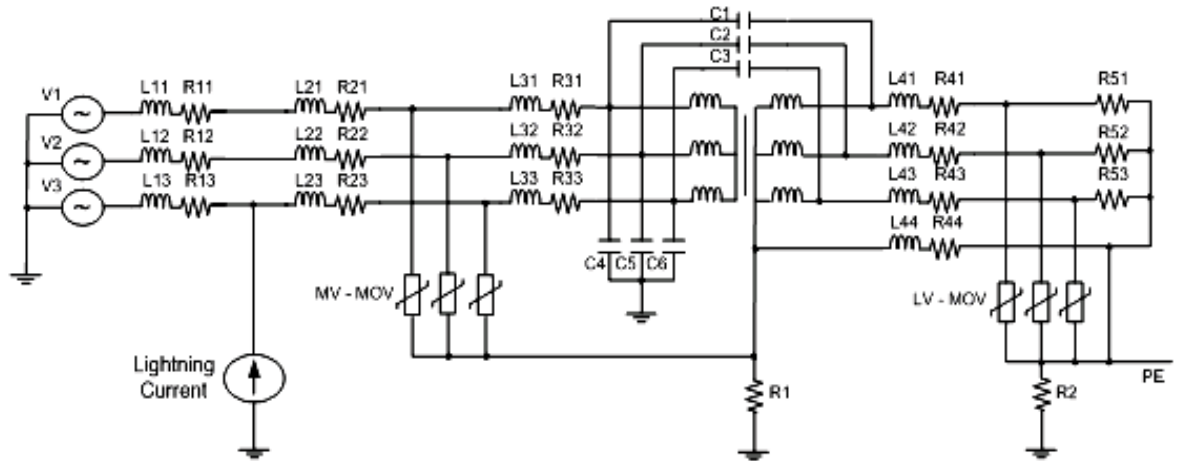 C1
C2
C3
L11 R11 L21 R21 L31 R31 L41 R41 R51
V1
L12 R12 L22 R22 L32 R32 L42 R42 R52
V2
L13 R13 L23 R23 L33 R33 L43 R43 R53
V3
L44 R44
C4 C5 C6
MV - MOV LV - MOV
Lightning
Current
R1 R2 PE